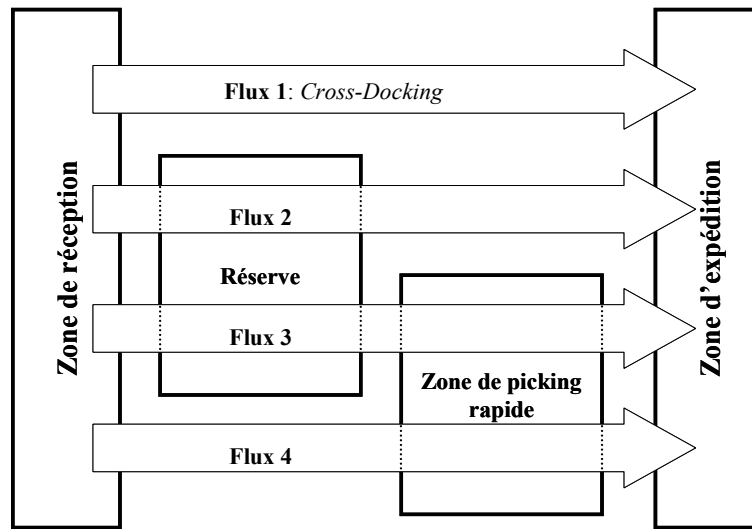 Zone de réception
Flux 1: Cross-Docking
Flux 2
Réserve
Flux 3
Zone de picking
rapide
Flux 4
Zone d'expédition